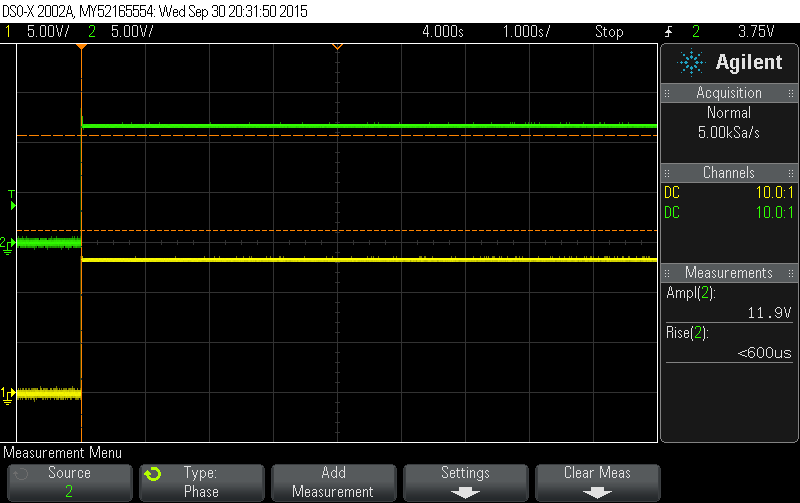 DSO-X 2002A, MY52165554: Wed Sep 30 20:31:50 2015
1 5.00V/ 2 5.00V/ 4.000s 1.000s/ Stop 2 3.75V
Agilent
Acquisition
Normal
5.00kSa/s
Channels
DC 10.0:1
DC 10.0:1
T
2
Measurements
Ampl(2):
11.9V
Rise(2):
<600us
1
Measurement Menu
Source
2
Type:
Phase
Add
Measurement
Settings
Clear Meas